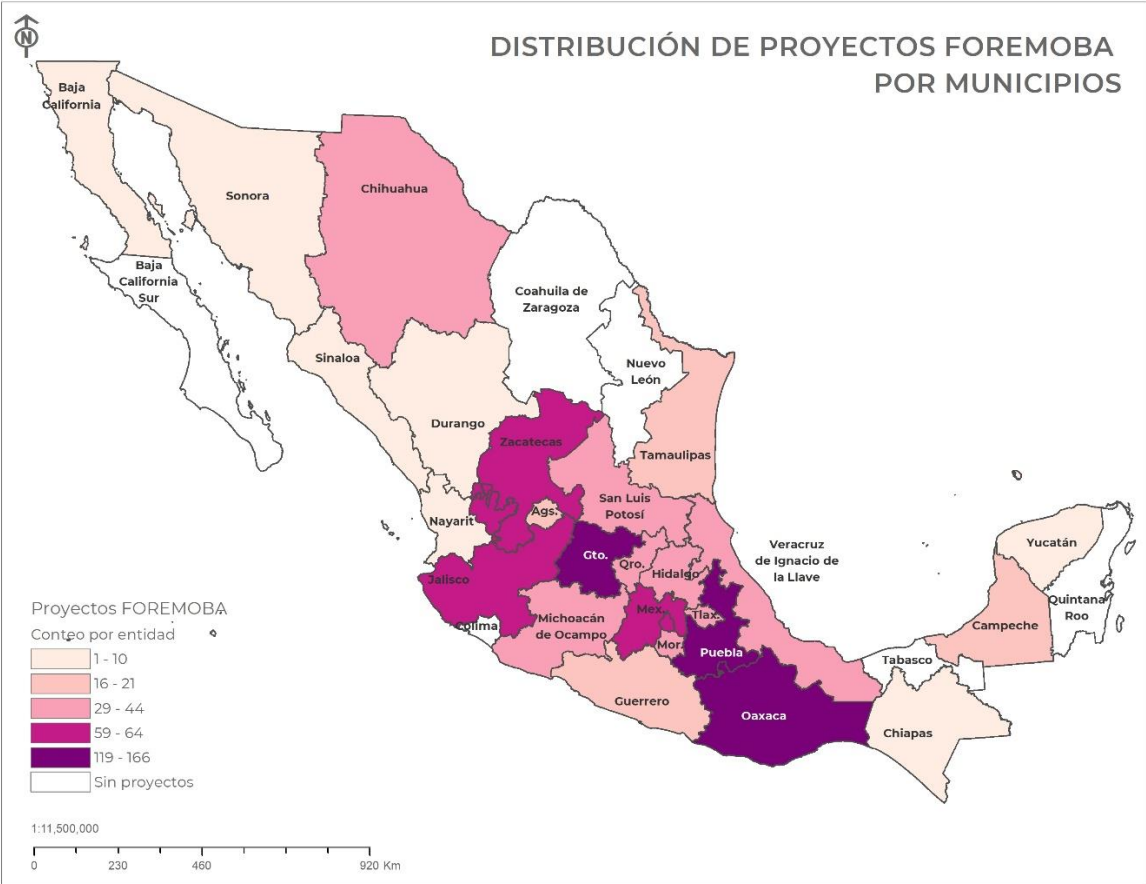 N
DISTRIBUCIÓN DE PROYECTOS FOREMOBA
POR MUNICIPIOS
Baja
California
Sonora
Chihuahua
Baja
California
Sur
Coahuila de
Zaragoza
Sinaloa
Nuevo
León
Durango
Zacatecas
Tamaulipas
San Luis
Potosí
Nayarit
Ags.
Gto.
Qro.
Hidalgo
Veracruz
de Ignacio de
la Llave
Yucatán
Quintana
Roo
Campeche
Jalisco
Colima
Michoacán
de Ocampo
Mex.
Tlax.
Mor.
Puebla
Tabasco
Guerrero
Oaxaca
Chiapas
Proyectos FOREMOBA
Conteo por entidad
1 - 10
16 - 21
29 - 44
59 - 64
119 - 166
Sin proyectos
1:11,500,000
0 230 460 920 Km